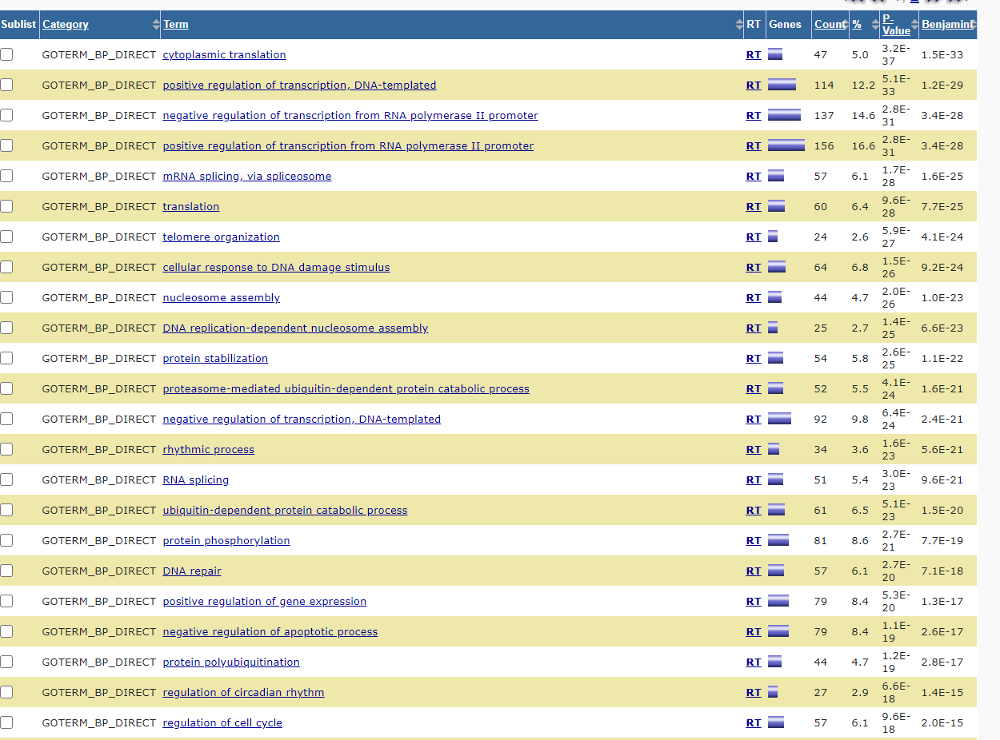 Sublist Category Term RT Genes Count % P-Value Benjamini
GOTERM_BP_DIRECT cytoplasmic translation RT 47 5.0 3.2E-37 1.5E-33
GOTERM_BP_DIRECT positive regulation of transcription, DNA-templated RT 114 12.2 5.1E-33 1.2E-29
GOTERM_BP_DIRECT negative regulation of transcription from RNA polymerase II promoter RT 137 14.6 2.8E-31 3.4E-28
GOTERM_BP_DIRECT positive regulation of transcription from RNA polymerase II promoter RT 156 16.6 2.8E-31 3.4E-28
GOTERM_BP_DIRECT mRNA splicing, via spliceosome RT 57 6.1 1.7E-28 1.6E-25
GOTERM_BP_DIRECT translation RT 60 6.4 9.6E-28 7.7E-25
GOTERM_BP_DIRECT telomere organization RT 24 2.6 5.9E-27 4.1E-24
GOTERM_BP_DIRECT cellular response to DNA damage stimulus RT 64 6.8 1.5E-26 9.2E-24
GOTERM_BP_DIRECT nucleosome assembly RT 44 4.7 2.0E-26 1.0E-23
GOTERM_BP_DIRECT DNA replication-dependent nucleosome assembly RT 25 2.7 1.4E-25 6.6E-23
GOTERM_BP_DIRECT protein stabilization RT 54 5.8 2.6E-25 1.1E-22
GOTERM_BP_DIRECT proteasome-mediated ubiquitin-dependent protein catabolic process RT 52 5.5 4.1E-24 1.6E-21
GOTERM_BP_DIRECT negative regulation of transcription, DNA-templated RT 92 9.8 6.4E-24 2.4E-21
GOTERM_BP_DIRECT rhythmic process RT 34 3.6 1.6E-23 5.6E-21
GOTERM_BP_DIRECT RNA splicing RT 51 5.4 3.0E-23 9.6E-21
GOTERM_BP_DIRECT ubiquitin-dependent protein catabolic process RT 61 6.5 5.1E-23 1.5E-20
GOTERM_BP_DIRECT protein phosphorylation RT 81 8.6 2.7E-21 7.7E-19
GOTERM_BP_DIRECT DNA repair RT 57 6.1 2.7E-20 7.1E-18
GOTERM_BP_DIRECT positive regulation of gene expression RT 79 8.4 5.3E-20 1.3E-17
GOTERM_BP_DIRECT negative regulation of apoptotic process RT 79 8.4 1.1E-19 2.6E-17
GOTERM_BP_DIRECT protein polyubiquitination RT 44 4.7 1.2E-19 2.8E-17
GOTERM_BP_DIRECT regulation of circadian rhythm RT 27 2.9 6.6E-18 1.4E-15
GOTERM_BP_DIRECT regulation of cell cycle RT 57 6.1 9.6E-18 2.0E-15